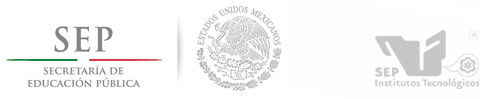 SEP
SECRETARÍA DE
EDUCACIÓN PÚBLICA
ESTADOS UNIDOS MEXICANOS
SEP
Institutos Tecnológicos
®